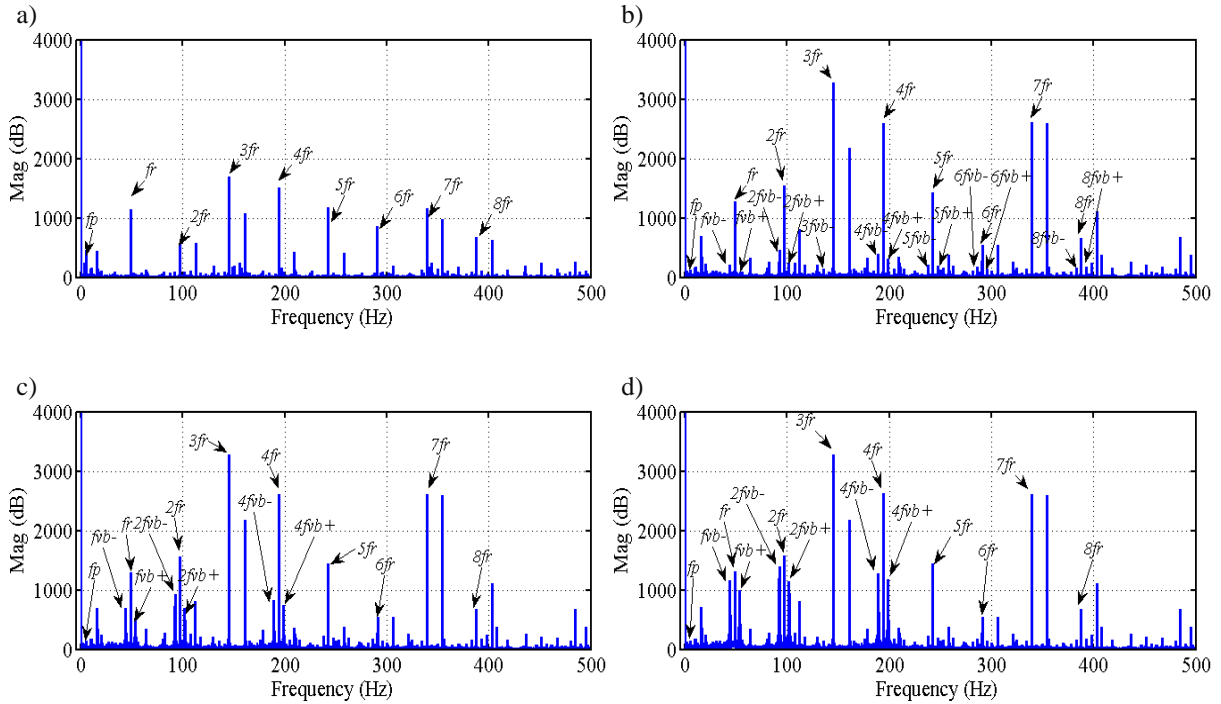 a)
4000
3000
2000
1000
0
Mag (dB)
fp
fr
2fr
3fr
4fr
5fr
6fr
7fr
8fr
0 100 200 300 400 500
Frequency (Hz)
b)
4000
3000
2000
1000
0
Mag (dB)
fp
fvb-
fr
fvb+
2fvb-
2fr
2fvb+
3fvb-
3fr
4fvb-
4fr
4fvb+
5fvb-
5fr
5fvb+
6fvb-
6fr
6fvb+
7fr
8fvb-
8fr
8fvb+
0 100 200 300 400 500
Frequency (Hz)
c)
4000
3000
2000
1000
0
Mag (dB)
fp
fvb-
fr
fvb+
2fvb-
2fr
2fvb+
3fr
4fvb-
4fr
4fvb+
5fr
6fr
7fr
8fr
0 100 200 300 400 500
Frequency (Hz)
d)
4000
3000
2000
1000
0
Mag (dB)
fp
fvb-
fr
fvb+
2fvb-
2fr
2fvb+
3fr
4fvb-
4fr
4fvb+
5fr
6fr
7fr
8fr
0 100 200 300 400 500
Frequency (Hz)